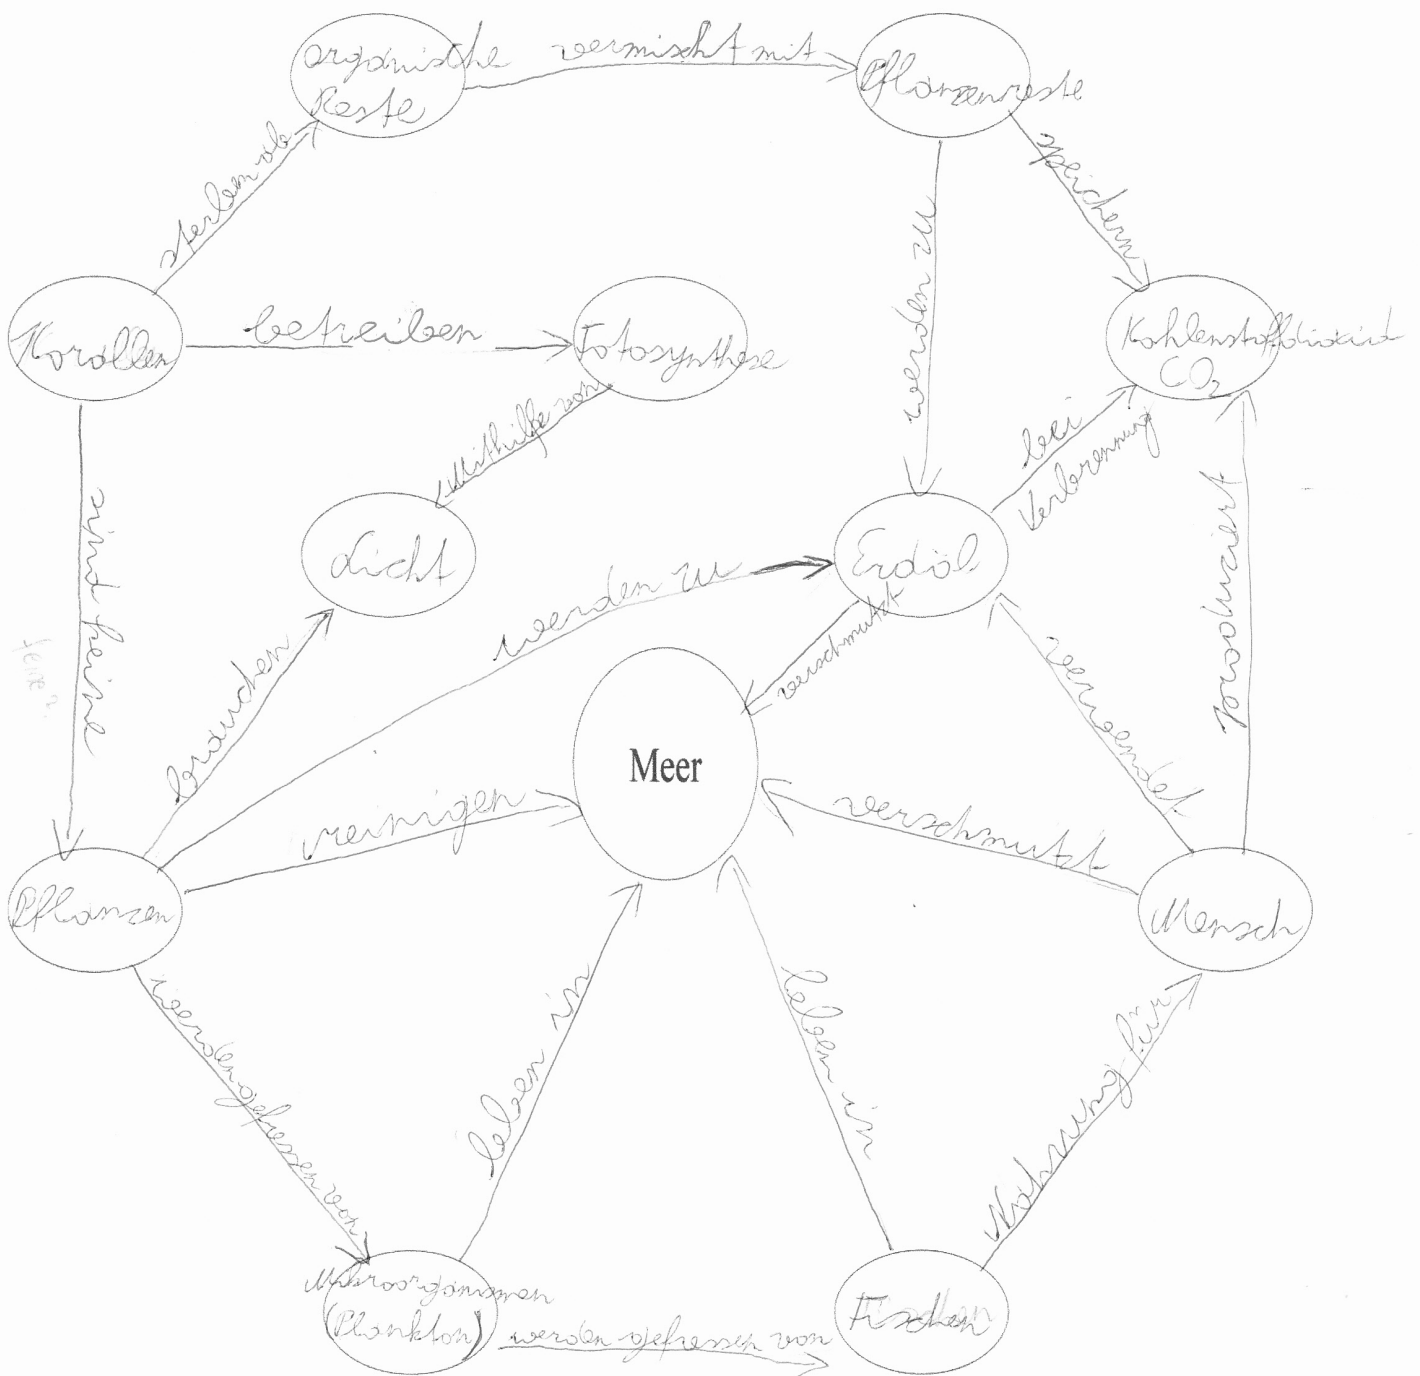 organische
Reste
vermischt mit
Pflanzenreste
sterben ab
speichern
werden zu
Korallen
betreiben
Fotosynthese
Kohlenstoffdioxid
CO₂
Mithilfe von
bei
Verbrennung
Licht
Erdöl
sind keine
werden zu
verschmutzt
produziert
brauchen
verwendet
Meer
reinigen
verschmutzt
Pflanzen
Mensch
werden gefressen von
leben in
leben in
Nahrung für
Mikroorganismen
(Plankton)
werden gefressen von
Fischen